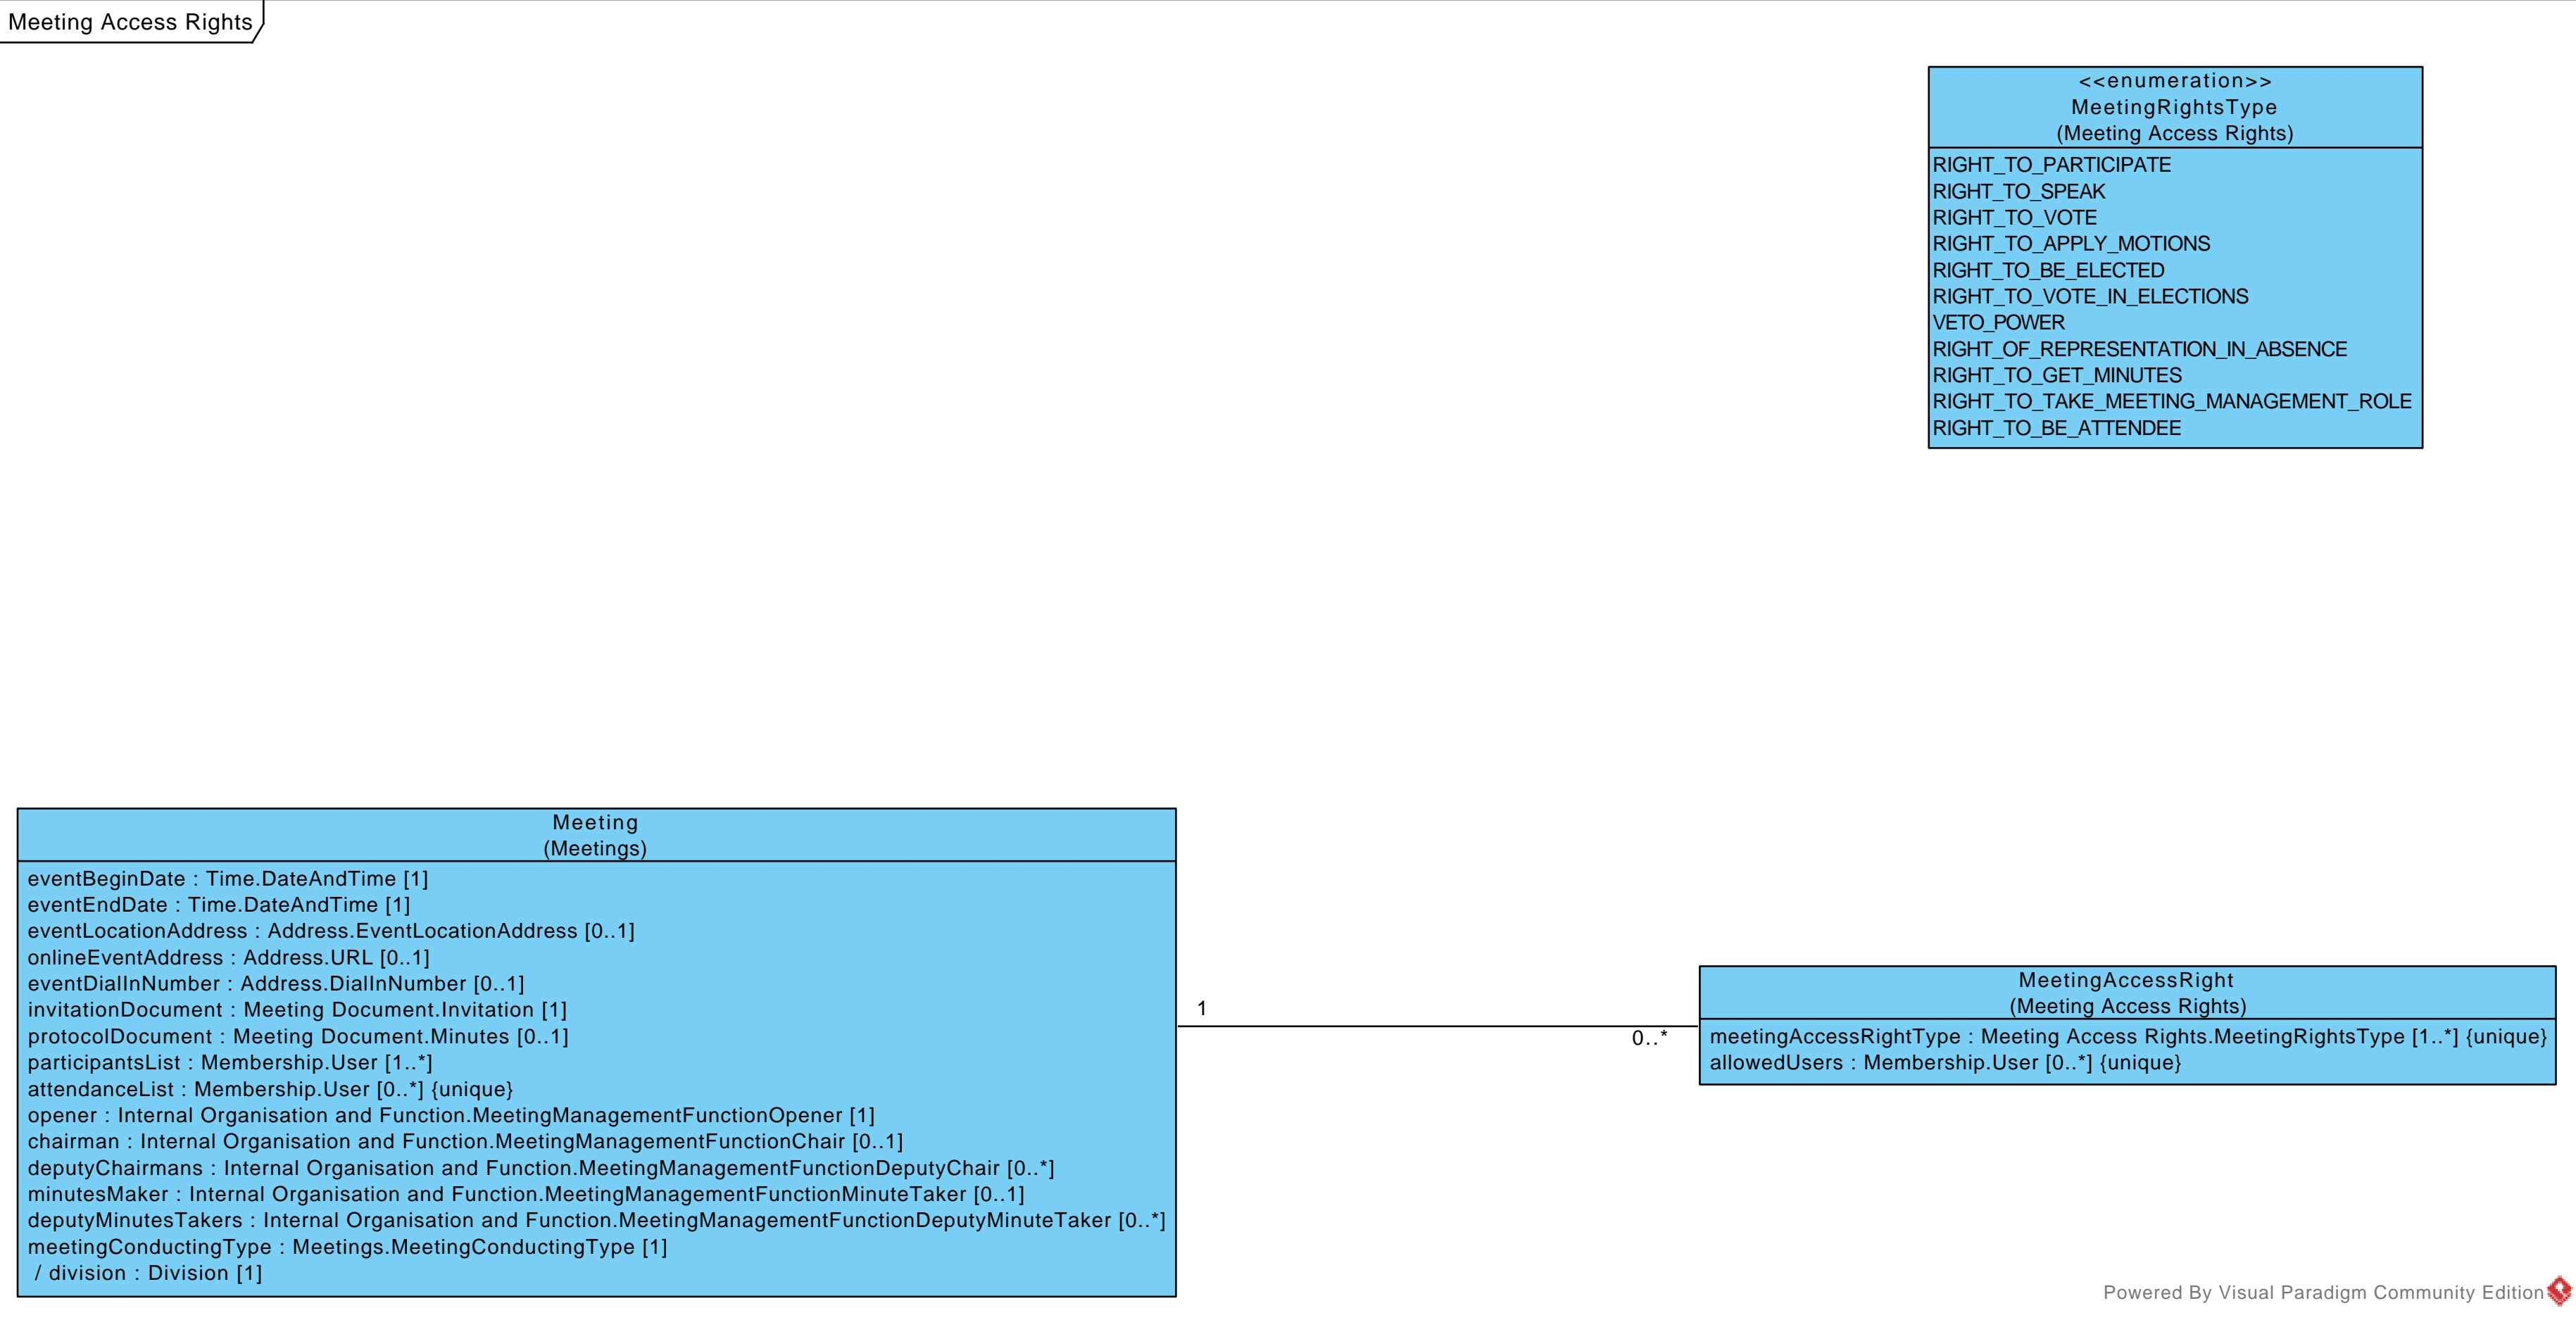 Meeting Access Rights
<<enumeration>>
MeetingRightsType
(Meeting Access Rights)
RIGHT_TO_PARTICIPATE
RIGHT_TO_SPEAK
RIGHT_TO_VOTE
RIGHT_TO_APPLY_MOTIONS
RIGHT_TO_BE_ELECTED
RIGHT_TO_VOTE_IN_ELECTIONS
VETO_POWER
RIGHT_OF_REPRESENTATION_IN_ABSENCE
RIGHT_TO_GET_MINUTES
RIGHT_TO_TAKE_MEETING_MANAGEMENT_ROLE
RIGHT_TO_BE_ATTENDEE
Meeting
(Meetings)
eventBeginDate : Time.DateAndTime [1]
eventEndDate : Time.DateAndTime [1]
eventLocationAddress : Address.EventLocationAddress [0..1]
onlineEventAddress : Address.URL [0..1]
eventDialInNumber : Address.DialInNumber [0..1]
invitationDocument : Meeting Document.Invitation [1]
protocolDocument : Meeting Document.Minutes [0..1]
participantsList : Membership.User [1..*]
attendanceList : Membership.User [0..*] {unique}
opener : Internal Organisation and Function.MeetingManagementFunctionOpener [1]
chairman : Internal Organisation and Function.MeetingManagementFunctionChair [0..1]
deputyChairmans : Internal Organisation and Function.MeetingManagementFunctionDeputyChair [0..*]
minutesMaker : Internal Organisation and Function.MeetingManagementFunctionMinuteTaker [0..1]
deputyMinutesTakers : Internal Organisation and Function.MeetingManagementFunctionDeputyMinuteTaker [0..*]
meetingConductingType : Meetings.MeetingConductingType [1]
/ division : Division [1]
1
0..*
MeetingAccessRight
(Meeting Access Rights)
meetingAccessRightType : Meeting Access Rights.MeetingRightsType [1..*] {unique}
allowedUsers : Membership.User [0..*] {unique}
Powered By Visual Paradigm Community Edition